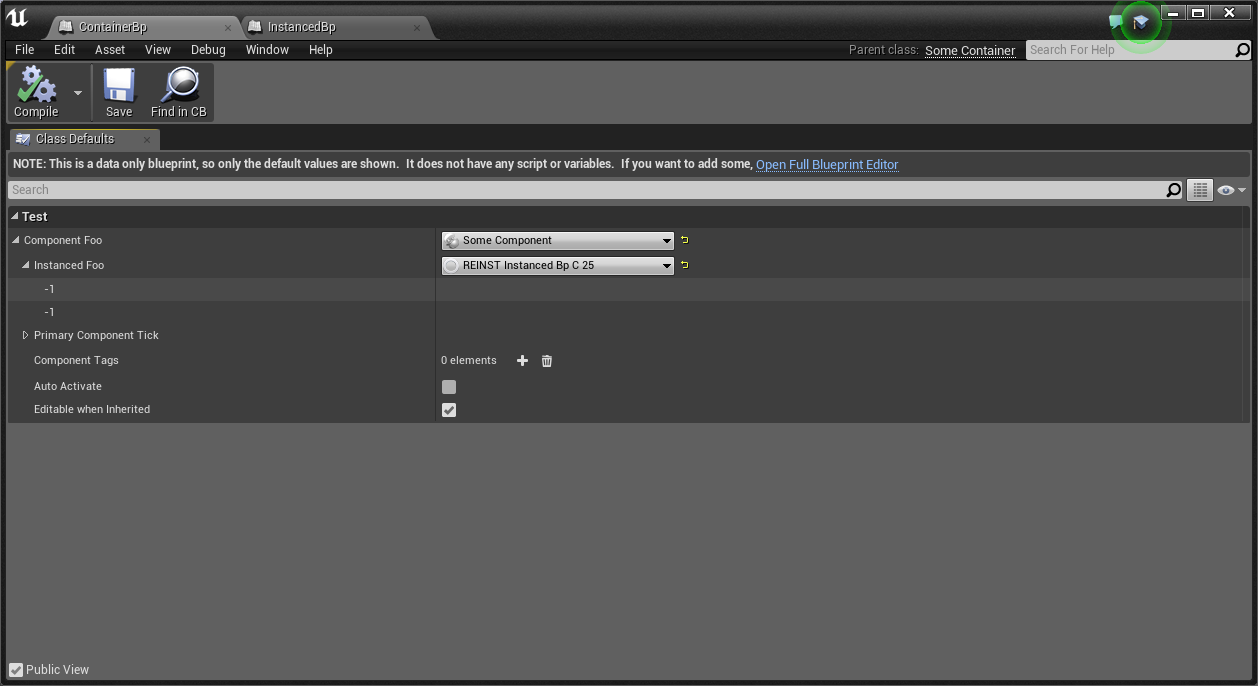 ContainerBp
InstancedBp
File Edit Asset View Debug Window Help
Parent class: Some Container
Search For Help
Compile Save Find in CB
Class Defaults
NOTE: This is a data only blueprint, so only the default values are shown. It does not have any script or variables. If you want to add some, Open Full Blueprint Editor
Search
Test
Component Foo Some Component
Instanced Foo REINST Instanced Bp C 25
-1
-1
Primary Component Tick
Component Tags 0 elements
Auto Activate
Editable when Inherited
Public View